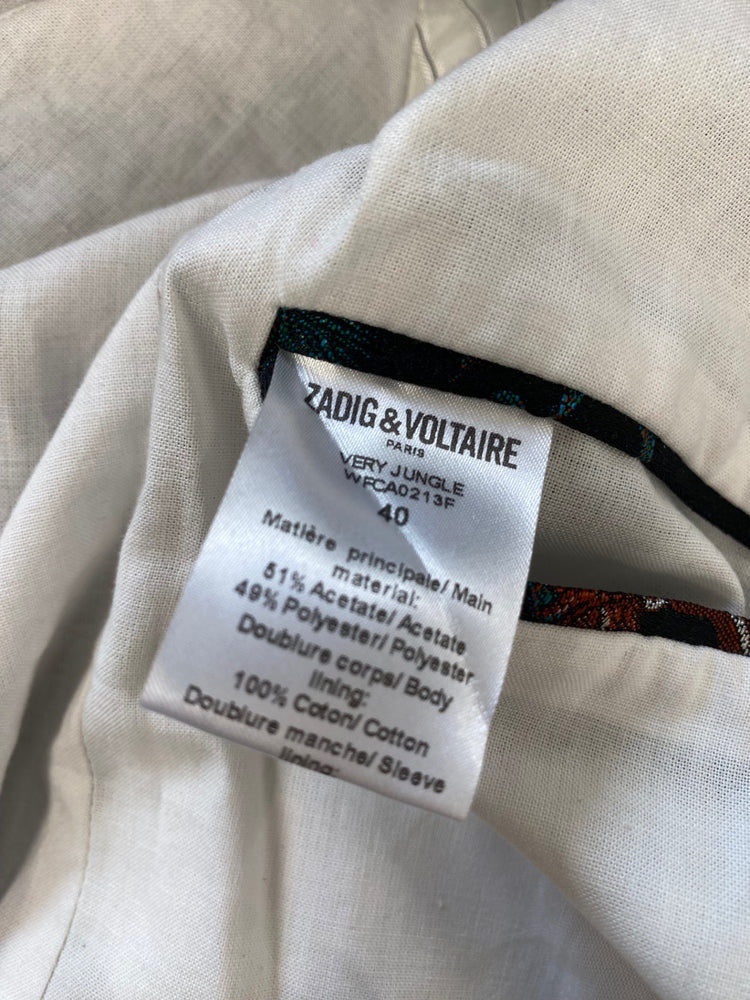 ZADIG & VOLTAIRE
PARIS
VERY JUNGLE
WFCA0213F
40
Matière principale/ Main
material:
51% Acetate/ Acetate
49% Polyester/ Polyester
Doublure corps/ Body
lining:
100% Coton/ Cotton
Doublure manche/ Sleeve
lining: